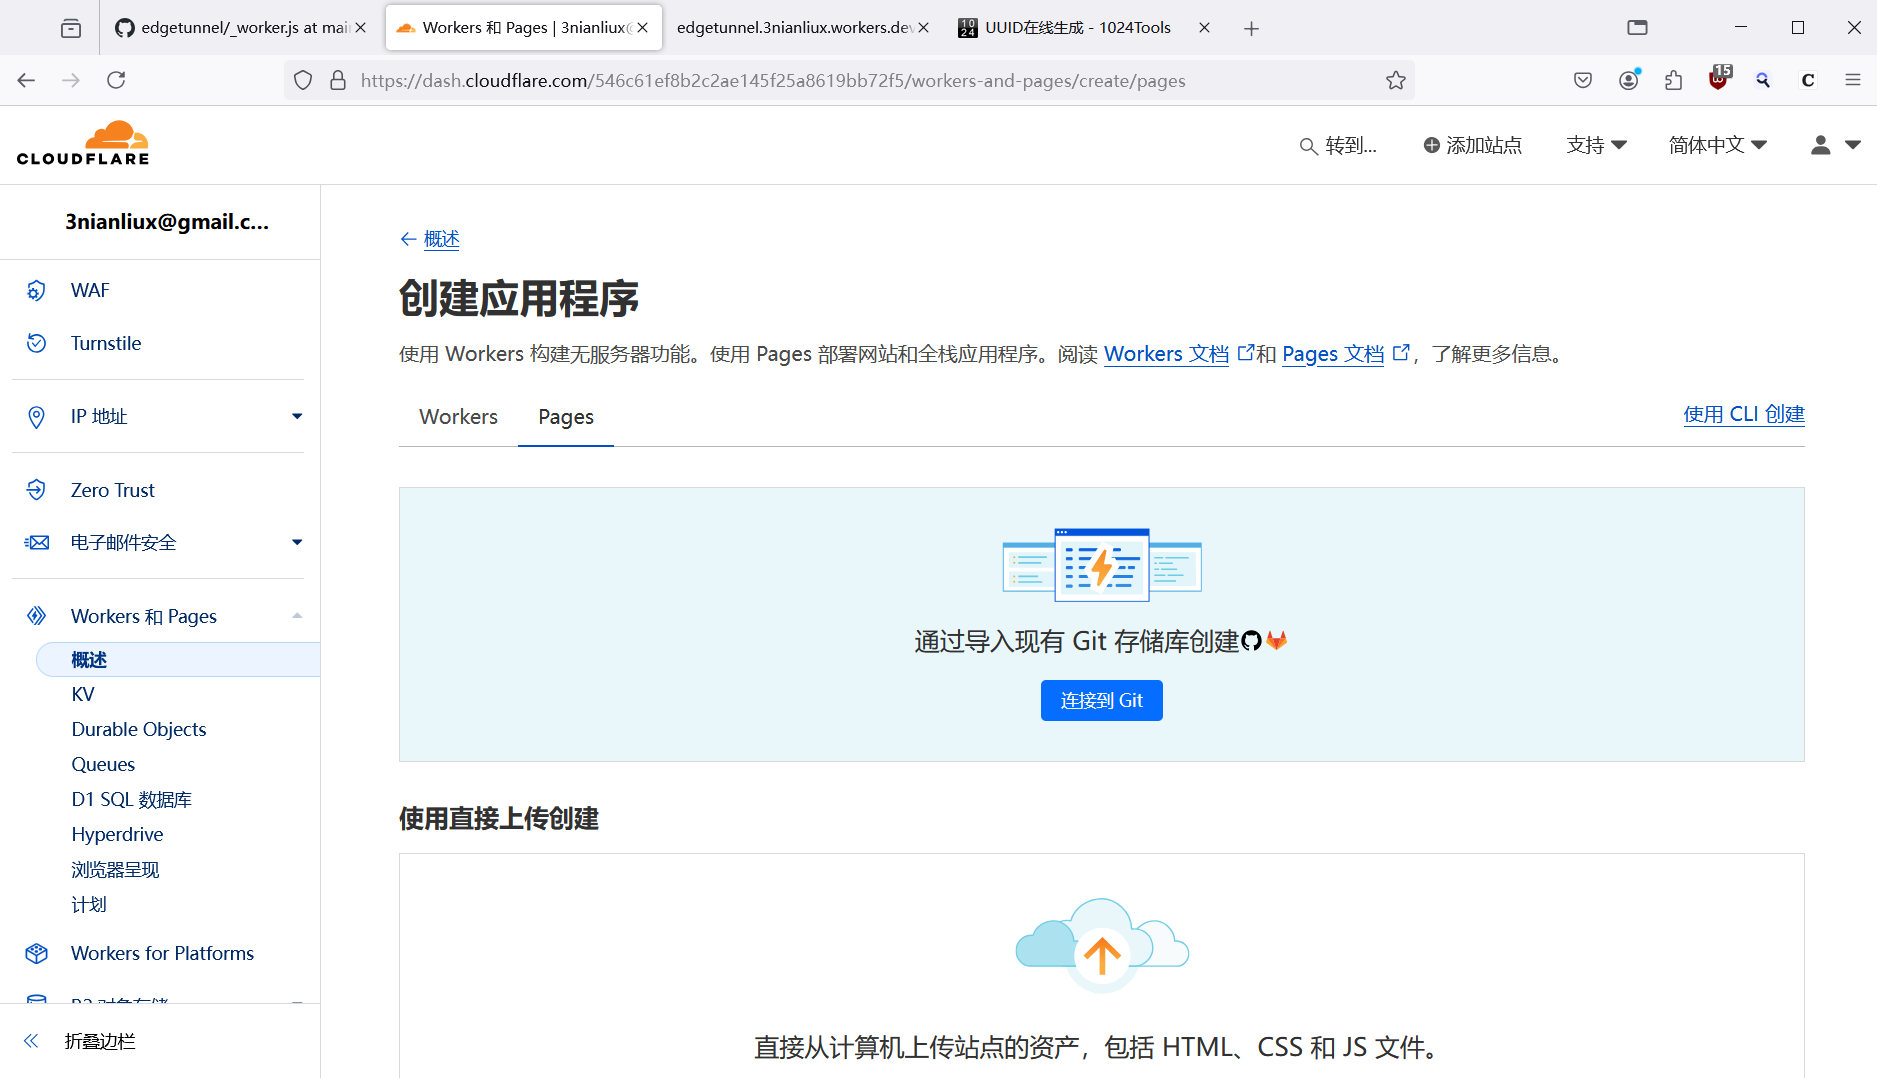 edgetunnel/_worker.js at mai
Workers 和 Pages | 3nianliux@
edgetunnel.3nianliux.workers.dev
10 24
UUID在线生成 - 1024Tools
https://dash.cloudflare.com/546c61ef8b2c2ae145f25a8619bb72f5/workers-and-pages/create/pages
15
C
CLOUDFLARE
转到...
添加站点
支持
简体中文
3nianliux@gmail.c...
WAF
Turnstile
IP 地址
Zero Trust
电子邮件安全
Workers 和 Pages
概述
KV
Durable Objects
Queues
D1 SQL 数据库
Hyperdrive
浏览器呈现
计划
Workers for Platforms
R2 对象存储
折叠边栏
概述
创建应用程序
使用 Workers 构建无服务器功能。使用 Pages 部署网站和全栈应用程序。阅读 Workers 文档 和 Pages 文档，了解更多信息。
Workers
Pages
使用 CLI 创建
通过导入现有 Git 存储库创建
连接到 Git
使用直接上传创建
直接从计算机上传站点的资产，包括 HTML、CSS 和 JS 文件。